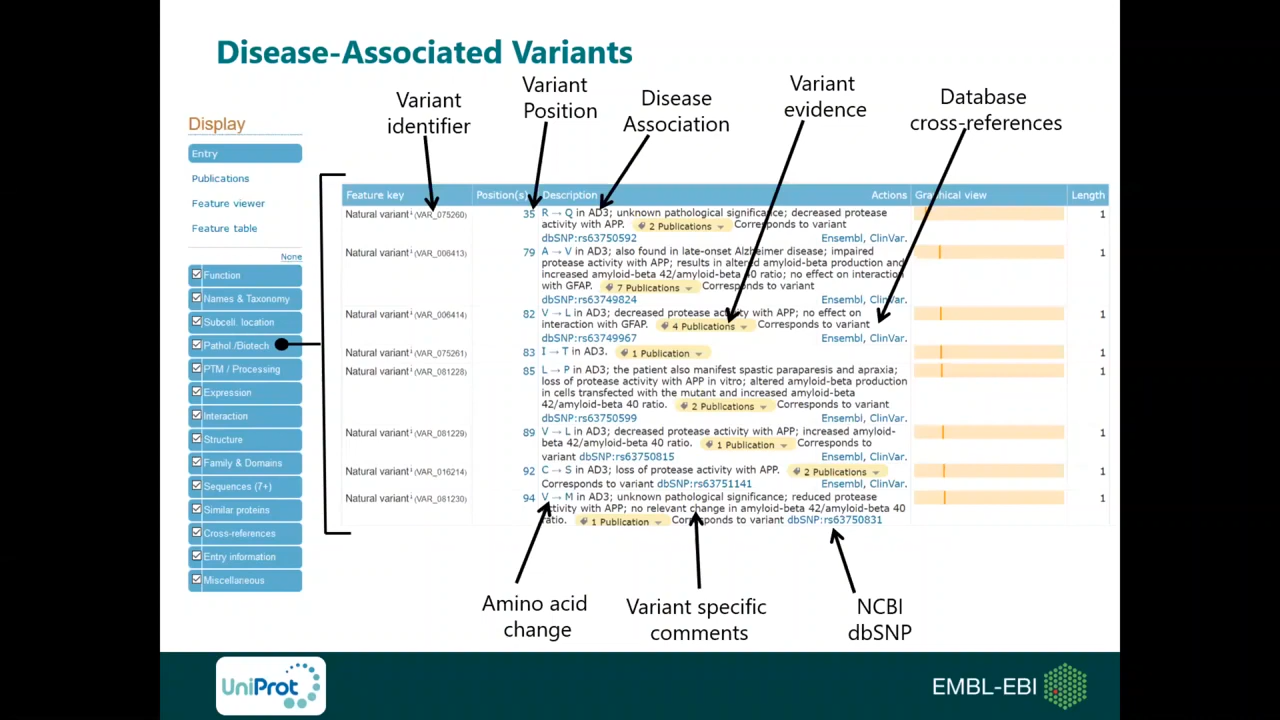 Disease-Associated Variants
Variant
identifier
Variant
Position
Disease
Association
Variant
evidence
Database
cross-references
Display
Entry
Publications
Feature viewer
Feature table
None
Function
Names & Taxonomy
Subcell. location
Pathol./Biotech
PTM / Processing
Expression
Interaction
Structure
Family & Domains
Sequences (7+)
Similar proteins
Cross-references
Entry information
Miscellaneous
Feature key Position(s) Description Actions Graphical view Length
Natural variant (VAR_075260) 35 R → Q in AD3; unknown pathological significance; decreased protease 1
activity with APP. 2 Publications Corresponds to variant
dbSNP:rs63750592 Ensembl, ClinVar.
Natural variant (VAR_006413) 79 A → V in AD3; also found in late-onset Alzheimer disease; impaired 1
protease activity with APP; results in altered amyloid-beta production and
increased amyloid-beta 42/amyloid-beta 40 ratio; no effect on interaction
with GFAP. 7 Publications Corresponds to variant
dbSNP:rs63749824 Ensembl, ClinVar.
Natural variant (VAR_006414) 82 V → L in AD3; decreased protease activity with APP; no effect on 1
interaction with GFAP. 4 Publications Corresponds to variant
dbSNP:rs63749967 Ensembl, ClinVar.
Natural variant (VAR_075261) 83 I → T in AD3. 1 Publication 1
Natural variant (VAR_081228) 85 L → P in AD3; the patient also manifest spastic paraparesis and apraxia; 1
loss of protease activity with APP in vitro; altered amyloid-beta production
in cells transfected with the mutant and increased amyloid-beta
42/amyloid-beta 40 ratio. 2 Publications Corresponds to variant
dbSNP:rs63750599 Ensembl, ClinVar.
Natural variant (VAR_081229) 89 V → L in AD3; decreased protease activity with APP; increased amyloid- 1
beta 42/amyloid-beta 40 ratio. 1 Publication Corresponds to
variant dbSNP:rs63750815 Ensembl, ClinVar.
Natural variant (VAR_016214) 92 C → S in AD3; loss of protease activity with APP. 2 Publications 1
Corresponds to variant dbSNP:rs63751141 Ensembl, ClinVar.
Natural variant (VAR_081230) 94 V → M in AD3; unknown pathological significance; reduced protease 1
activity with APP; no relevant change in amyloid-beta 42/amyloid-beta 40
ratio. 1 Publication Corresponds to variant dbSNP:rs63750831
Amino acid
change
Variant specific
comments
NCBI
dbSNP
UniProt
EMBL-EBI